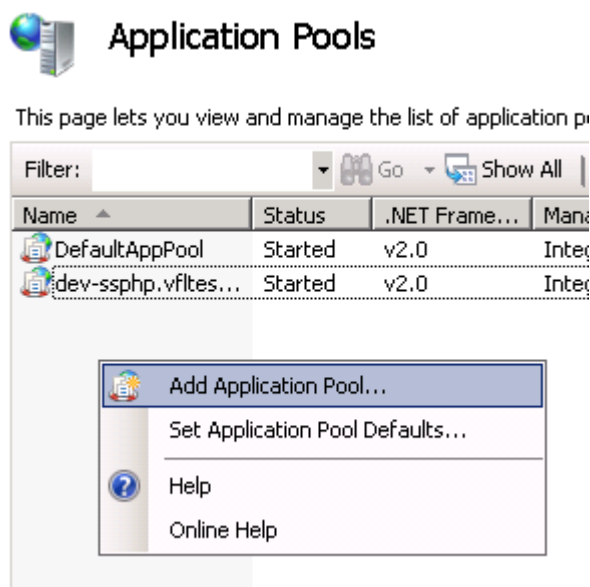 Application Pools
This page lets you view and manage the list of application p
Filter: Go Show All
Name Status .NET Frame... Mana
DefaultAppPool Started v2.0 Integ
dev-ssphp.vfltes... Started v2.0 Integ
Add Application Pool...
Set Application Pool Defaults...
Help
Online Help